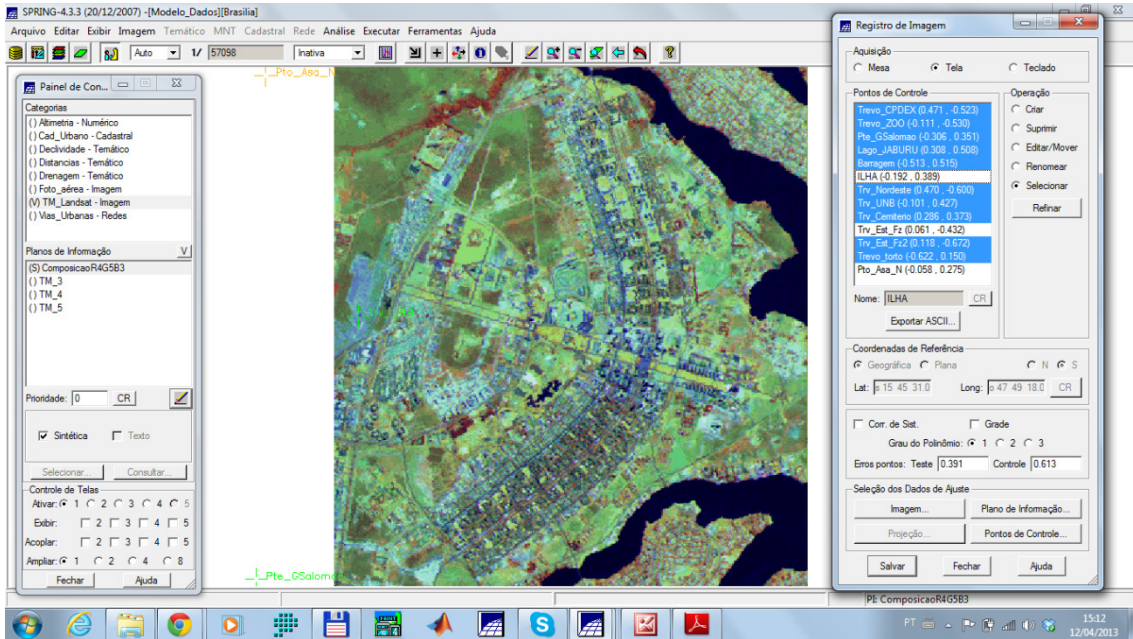 SPRING-4.3.3 (20/12/2007) -[Modelo_Dados][Brasilia]
Arquivo Editar Exibir Imagem Temático MNT Cadastral Rede Análise Executar Ferramentas Ajuda
Auto 1/ 57098 Inativa
Pto_Asa_N
Pte_GSalomao
Painel de Con...
Categorias
() Altimetria - Numérico
() Cad_Urbano - Cadastral
() Declividade - Temático
() Distancias - Temático
() Drenagem - Temático
() Foto_aérea - Imagem
(V) TM_Landsat - Imagem
() Vias_Urbanas - Redes
Planos de Informação V
(S) ComposicaoR4G5B3
() TM_3
() TM_4
() TM_5
Prioridade: 0 CR
Sintética Texto
Selecionar... Consultar...
Controle de Telas
Ativar: 1 2 3 4 5
Exibir: 2 3 4 5
Acoplar: 2 3 4 5
Ampliar: 1 2 4 8
Fechar Ajuda
Registro de Imagem
Aquisição
Mesa Tela Teclado
Pontos de Controle
Trevo_CPDEX (0.471 , -0.523)
Trevo_ZOO (-0.111 , -0.530)
Pte_GSalomao (-0.306 , 0.351)
Lago_JABURU (0.308 , 0.508)
Barragem (-0.513 , 0.515)
ILHA (-0.192 , 0.389)
Trv_Nordeste (0.470 , -0.600)
Trv_UNB (-0.101 , 0.427)
Trv_Cemiterio (0.286 , 0.373)
Trv_Est_Fz (0.061 , -0.432)
Trv_Est_Fz2 (0.118 , -0.672)
Trevo_torto (-0.622 , 0.150)
Pto_Asa_N (-0.058 , 0.275)
Nome: ILHA CR
Exportar ASCII...
Operação
Criar
Suprimir
Editar/Mover
Renomear
Selecionar
Refinar
Coordenadas de Referência
Geográfica Plana N S
Lat: o 15 45 31.0 Long: o 47 49 18.0 CR
Corr. de Sist. Grade
Grau do Polinômio: 1 2 3
Erros pontos: Teste 0.391 Controle 0.613
Seleção dos Dados de Ajuste
Imagem... Plano de Informação...
Projeção... Pontos de Controle...
Salvar Fechar Ajuda
PI: ComposicaoR4G5B3
PT 15:12
12/04/2013